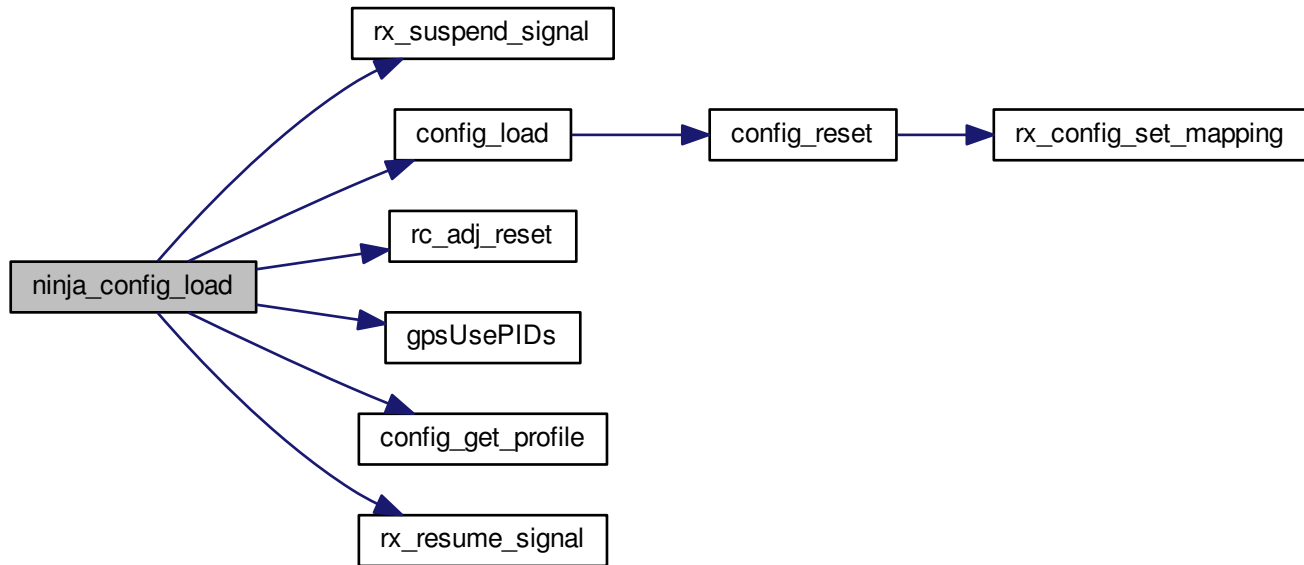 rx_suspend_signal
config_load
config_reset
rx_config_set_mapping
rc_adj_reset
ninja_config_load
gpsUsePIDs
config_get_profile
rx_resume_signal